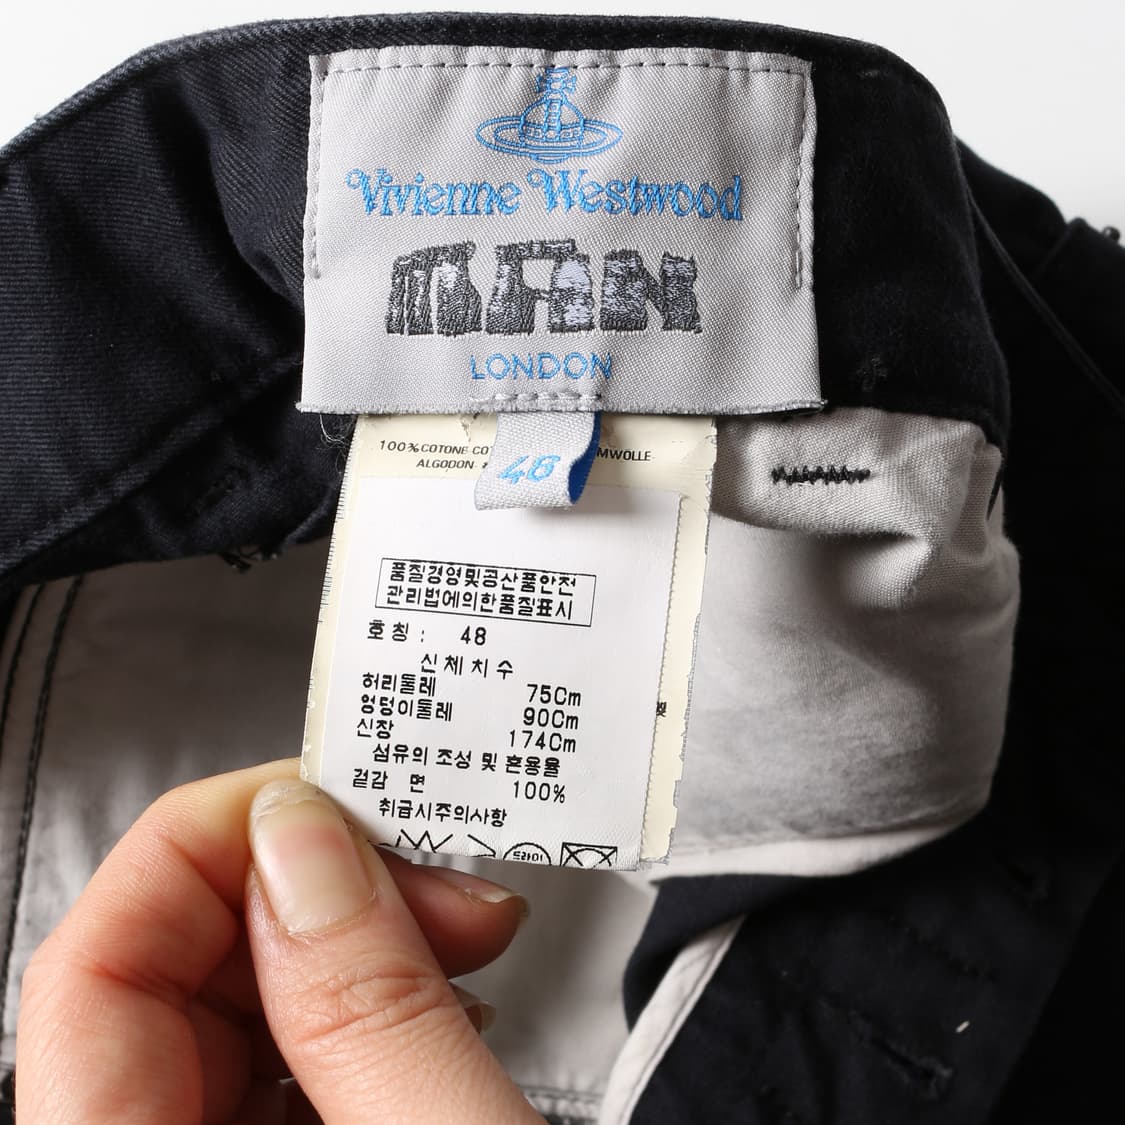 Vivienne Westwood
MAN
LONDON
100% COTONE CO MWOLLE
ALGODON
48
품질경영및공산품안전
관리법에의한품질표시
호칭 : 48
신체치수
허리둘레 75Cm
엉덩이둘레 90Cm
신장 174Cm
섬유의 조성 및 혼용율
겉감 면 100%
취급시주의사항
드라이